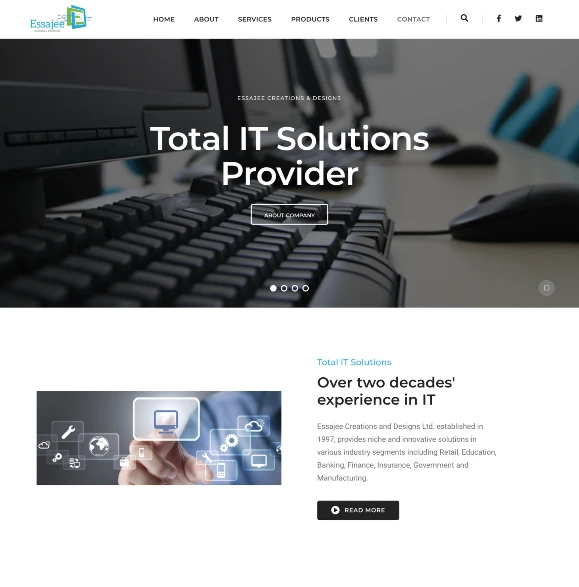 Essajee
HOME ABOUT SERVICES PRODUCTS CLIENTS CONTACT
ESSAJEE CREATIONS & DESIGNS
Total IT Solutions
Provider
ABOUT COMPANY
Total IT Solutions
Over two decades'
experience in IT
Essajee Creations and Designs Ltd. established in
1997, provides niche and innovative solutions in
various industry segments including Retail, Education,
Banking, Finance, Insurance, Government and
Manufacturing.
READ MORE